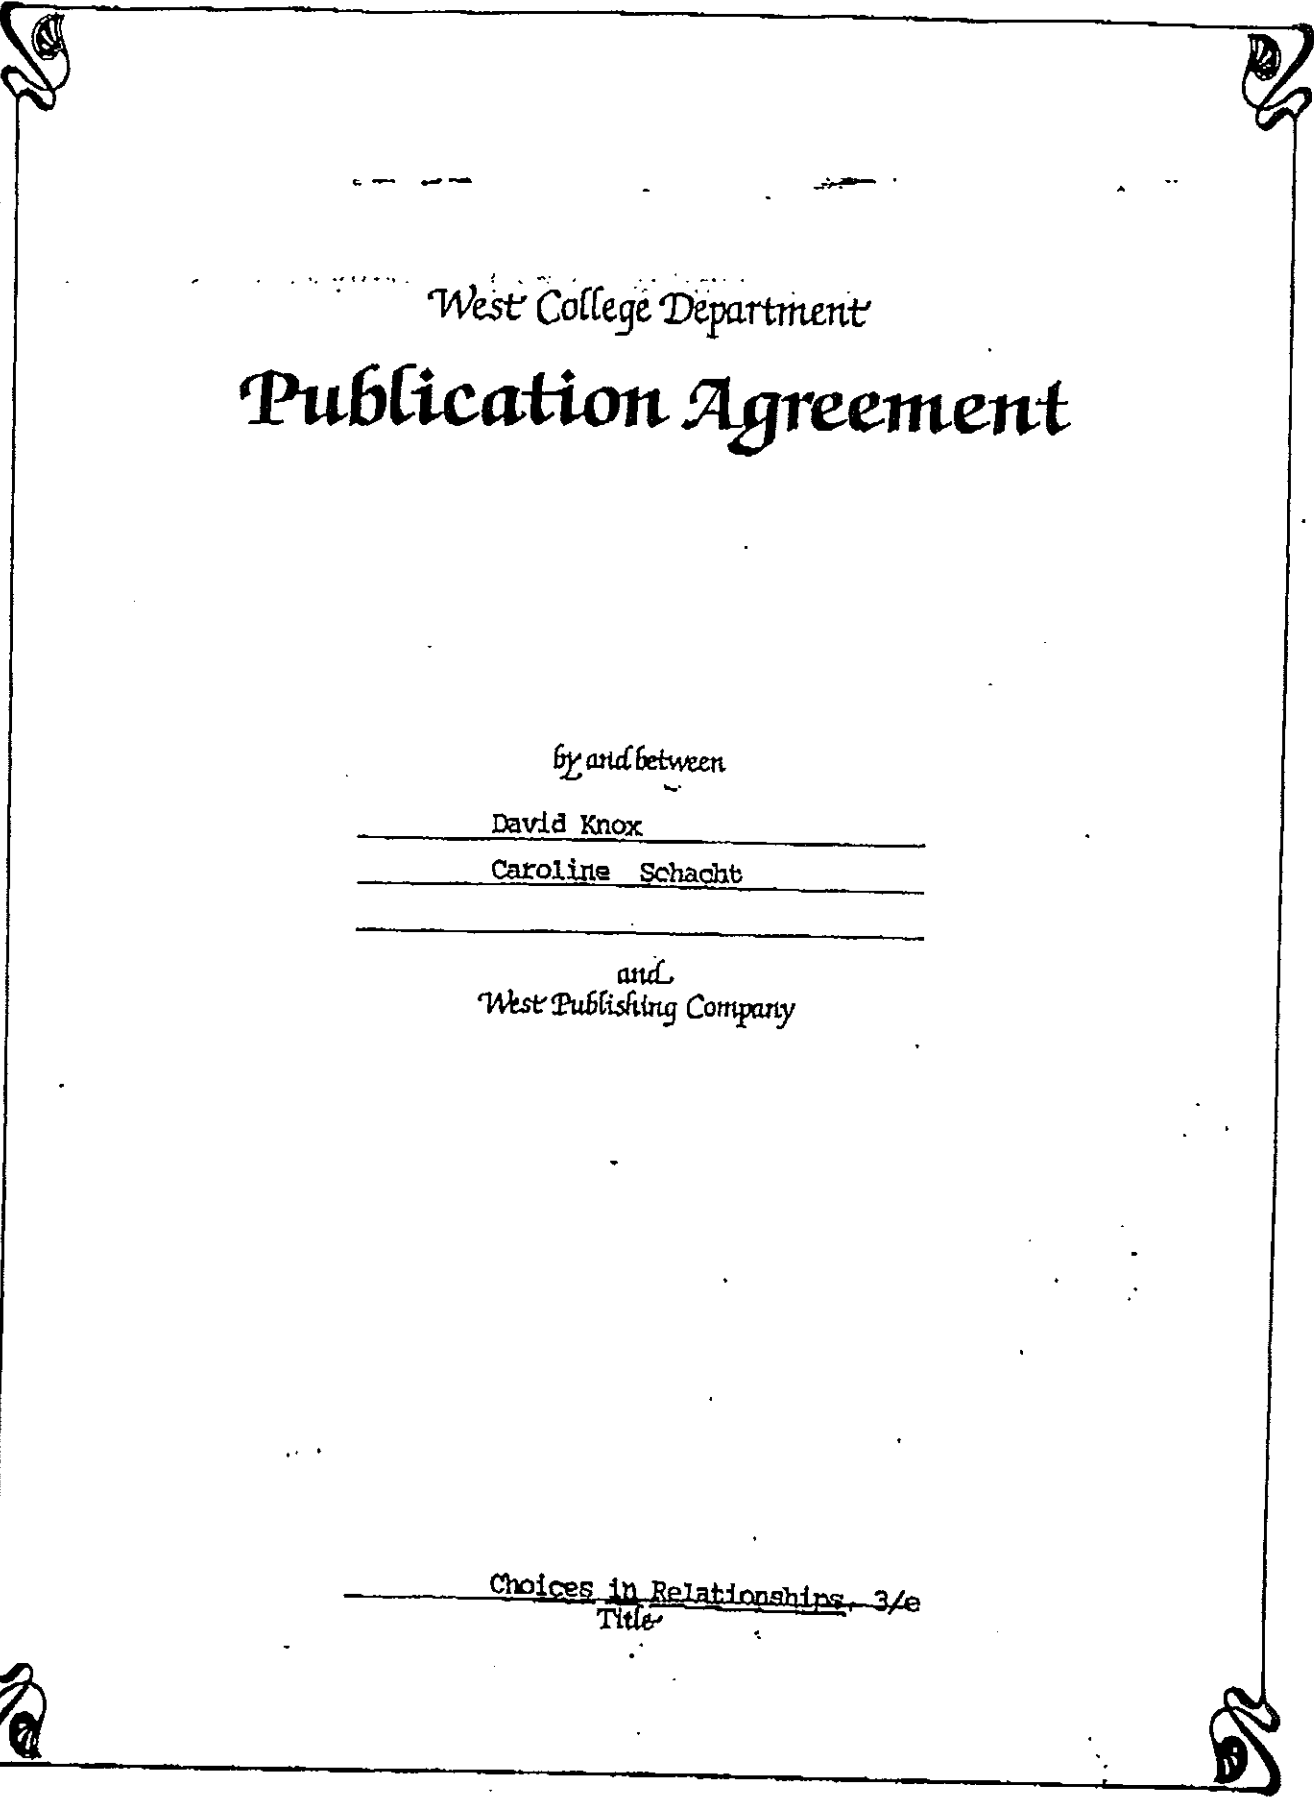 West College Department
Publication Agreement
by and between
David Knox
Caroline Schacht
and
West Publishing Company
Choices in Relationships, 3/e
Title